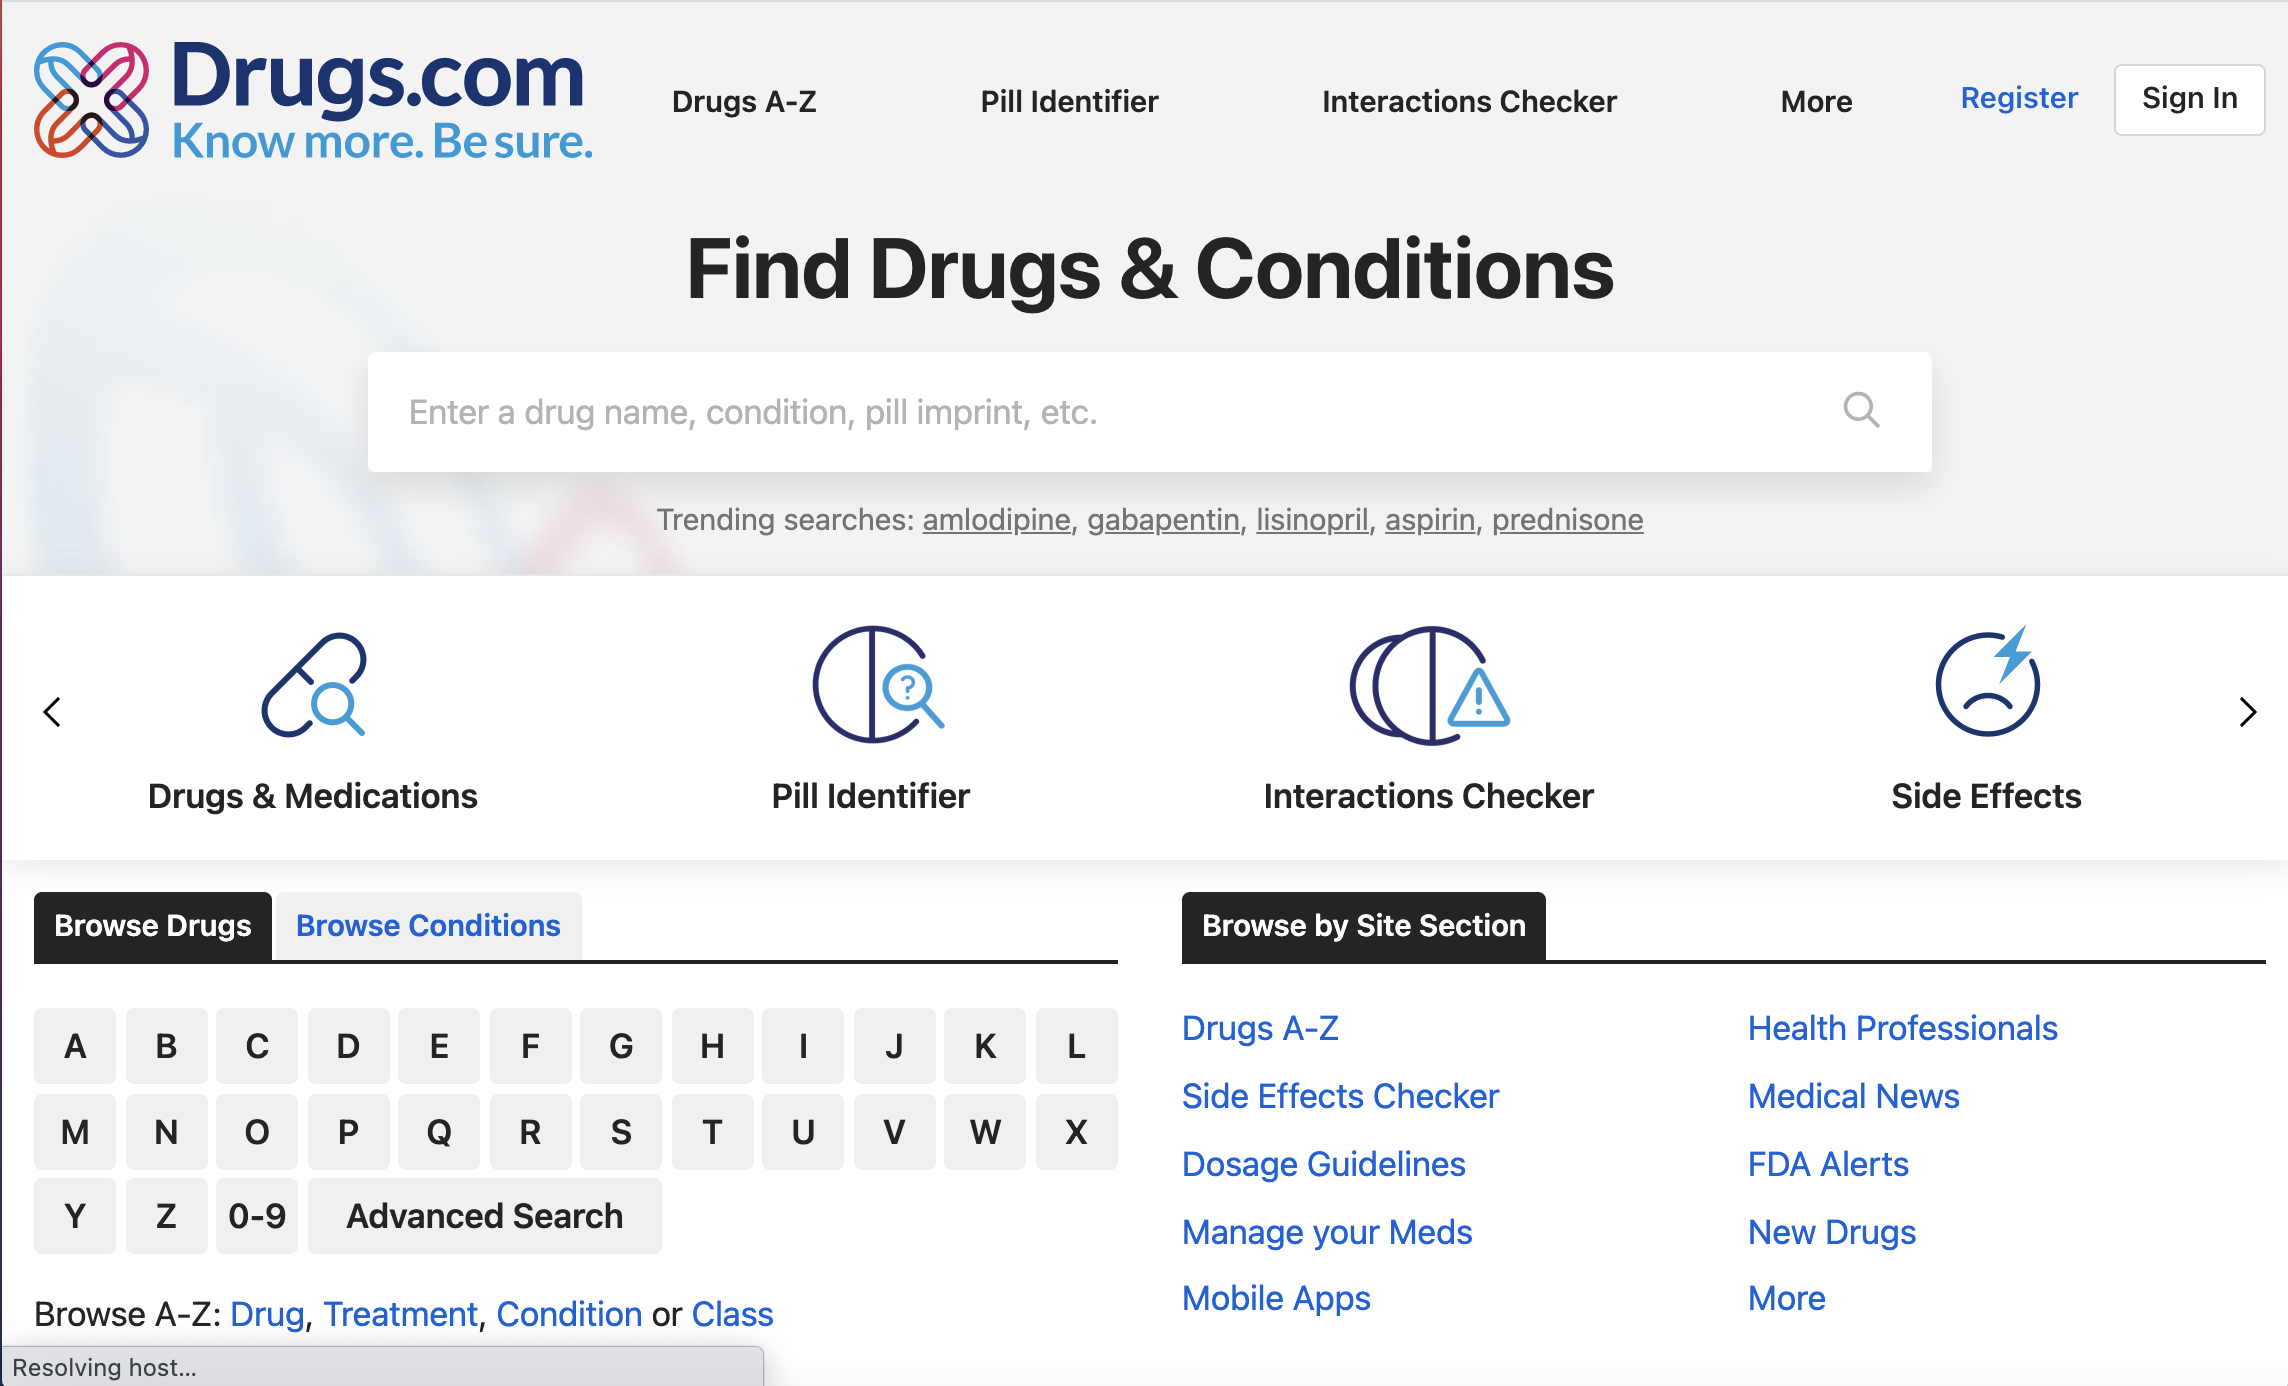 Drugs.com
Know more. Be sure.
Drugs A-Z
Pill Identifier
Interactions Checker
More
Register
Sign In
Find Drugs & Conditions
Enter a drug name, condition, pill imprint, etc.
Trending searches: amlodipine, gabapentin, lisinopril, aspirin, prednisone
?
!
Drugs & Medications
Pill Identifier
Interactions Checker
Side Effects
Browse Drugs
Browse Conditions
A B C D E F G H I J K L
M N O P Q R S T U V W X
Y Z 0-9 Advanced Search
Browse A-Z: Drug, Treatment, Condition or Class
Browse by Site Section
Drugs A-Z
Side Effects Checker
Dosage Guidelines
Manage your Meds
Mobile Apps
Health Professionals
Medical News
FDA Alerts
New Drugs
More
Resolving host...